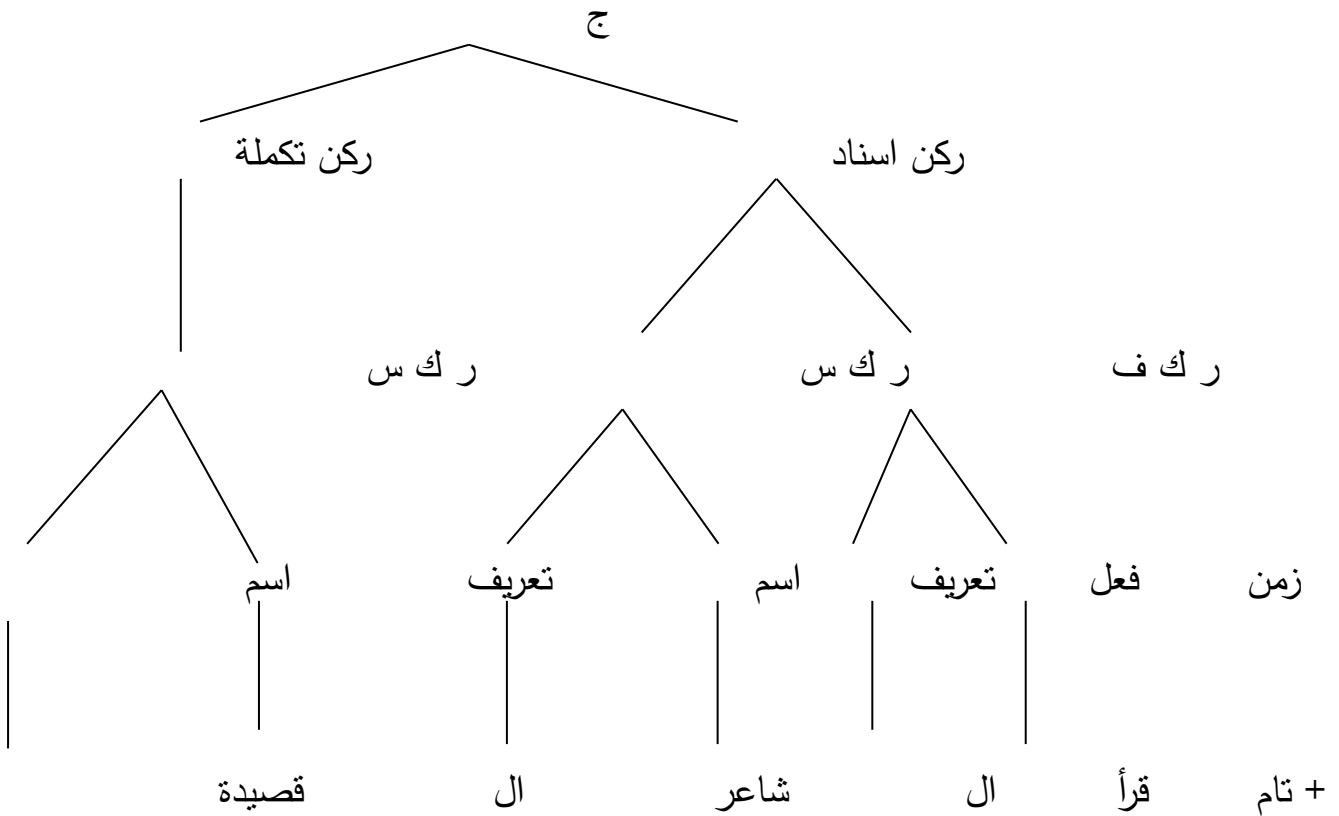 ج
ركن اسناد ركن تكملة
ر ك ف ر ك س ر ك س
زمن فعل تعريف اسم تعريف اسم
+ تام قرأ ال شاعر ال قصيدة